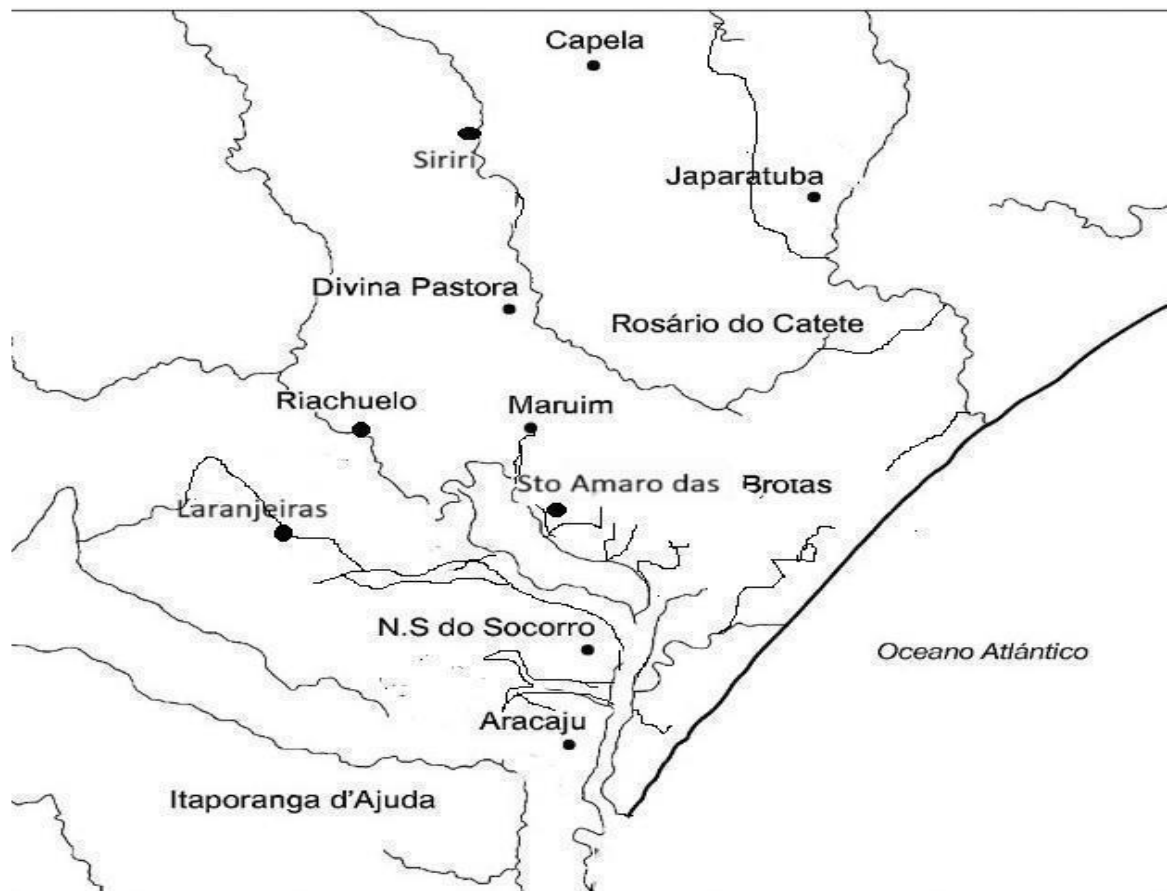 Capela
Siriri
Japaratuba
Divina Pastora
Rosário do Catete
Riachuelo
Maruim
Sto Amaro das Brotas
Laranjeiras
N.S do Socorro
Oceano Atlántico
Aracaju
Itaporanga d'Ajuda